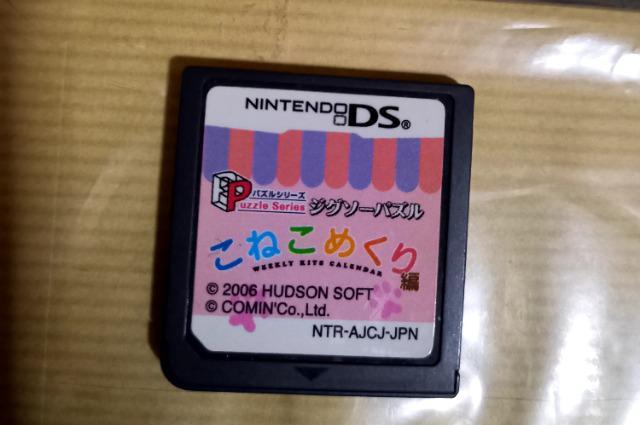 NINTENDO DS®
パズルシリーズ
Puzzle Series ジグソーパズル
こねこめくり編
WEEKLY KITS CALENDAR
© 2006 HUDSON SOFT
© COMIN'Co.,Ltd.
NTR-AJCJ-JPN